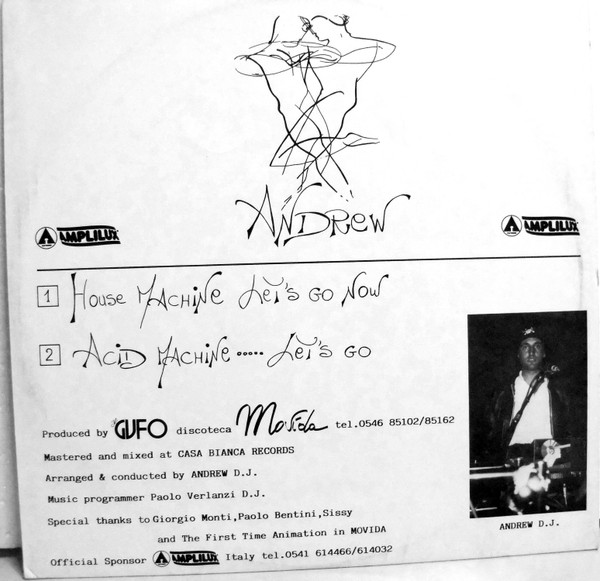 ANDREW
A AMPLILUX
A AMPLILUX
1 HOUSE MACHINE LET'S GO NOW
2 ACID MACHINE ..... LET'S GO
Produced by GUFO discoteca Movida tel.0546 85102/85162
Mastered and mixed at CASA BIANCA RECORDS
Arranged & conducted by ANDREW D.J.
Music programmer Paolo Verlanzi D.J.
Special thanks to Giorgio Monti,Paolo Bentini,Sissy
and The First Time Animation in MOVIDA
Official Sponsor A AMPLILUX Italy tel.0541 614466/614032
ANDREW D.J.